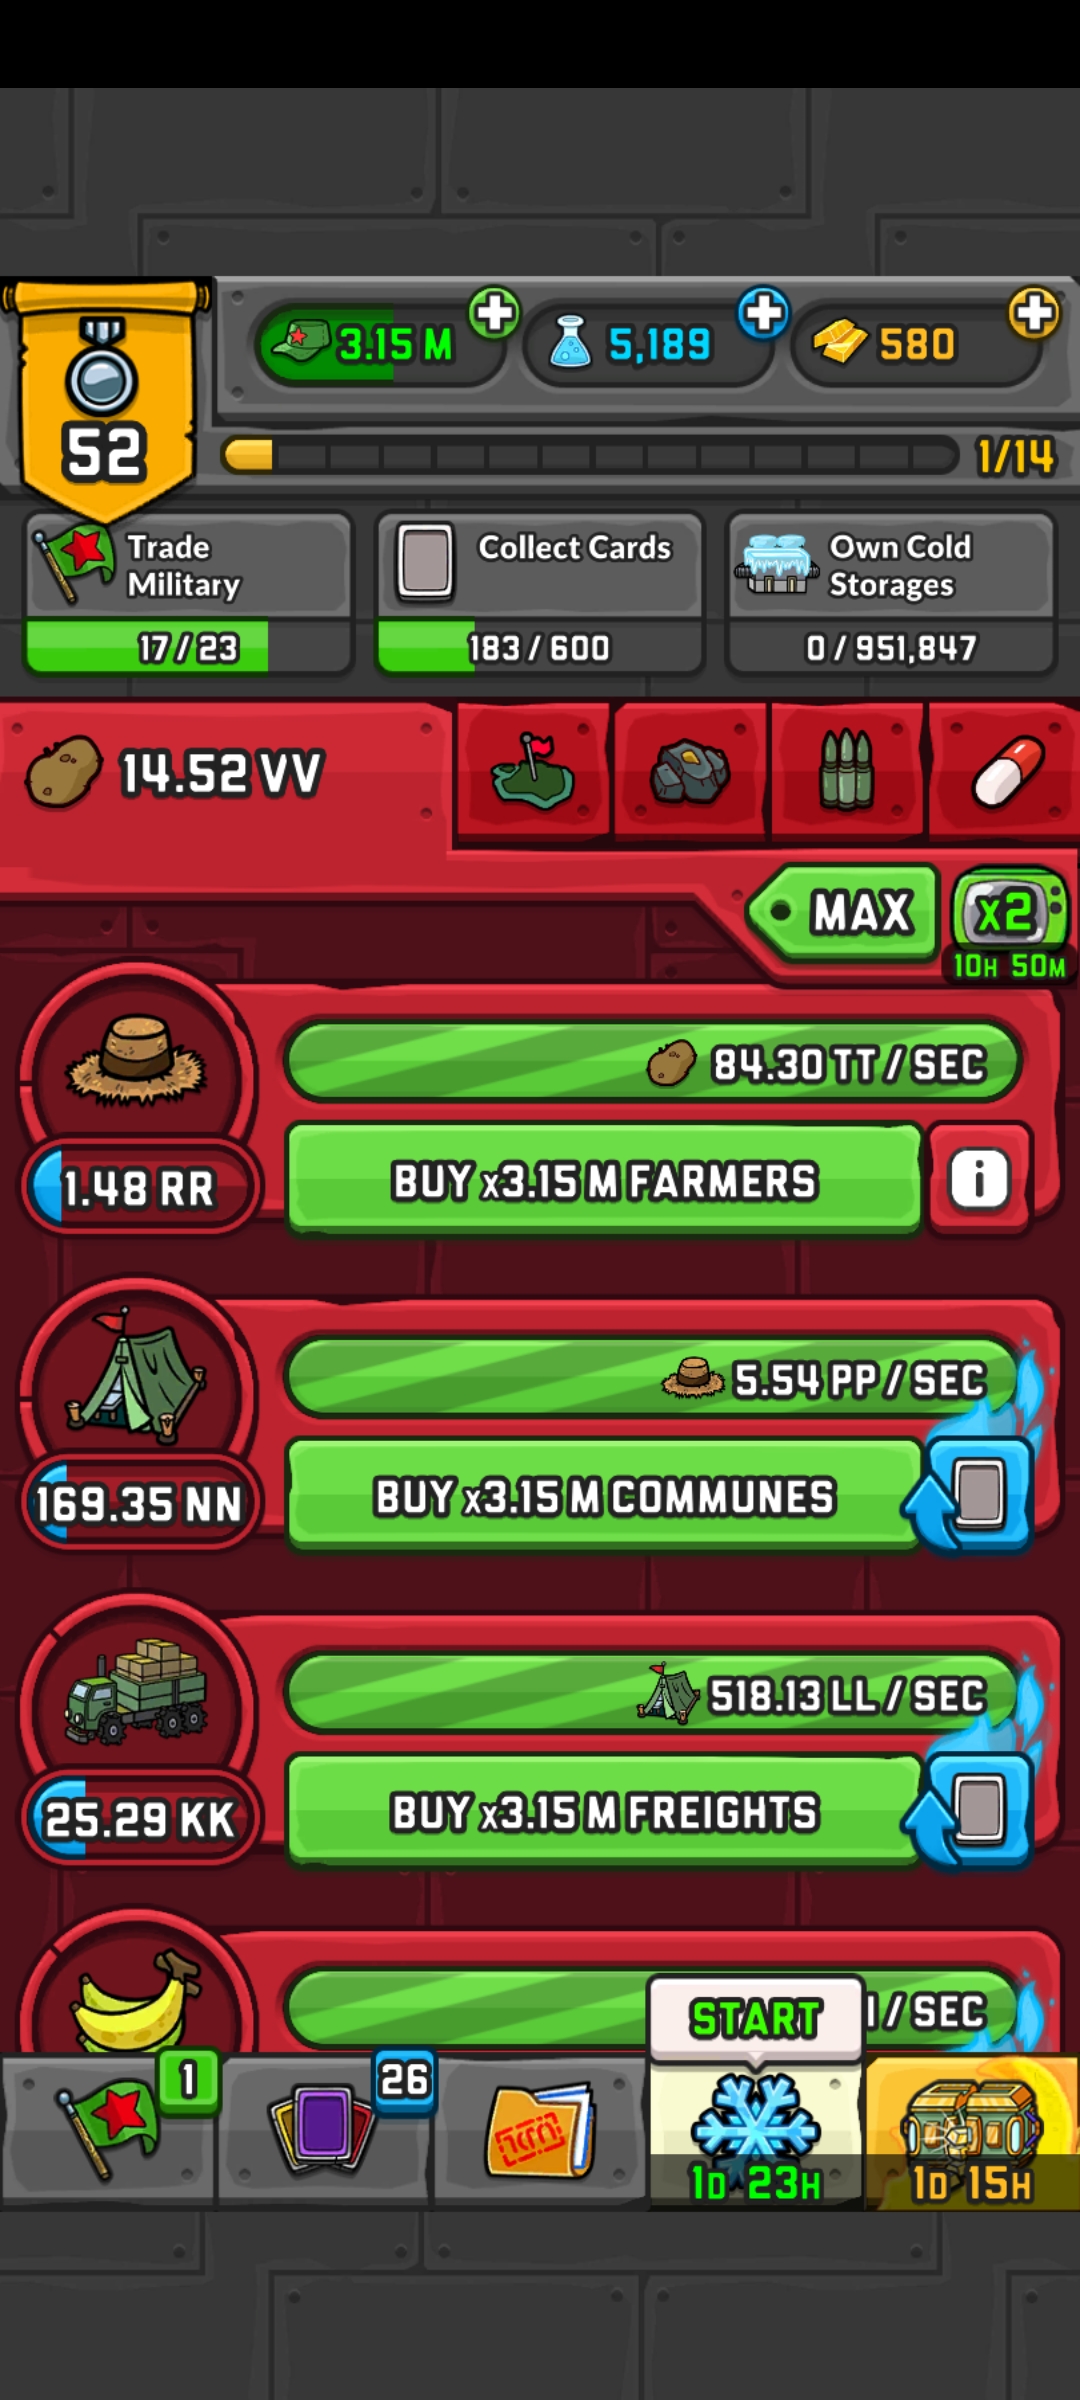 3.15 M
5,189
580
52
1/14
Trade
Military
17 / 23
Collect Cards
183 / 600
Own Cold
Storages
0 / 951,847
14.52 VV
MAX
x2
10H 50M
84.30 TT / SEC
1.48 RR
BUY x3.15 M FARMERS
i
5.54 PP / SEC
169.35 NN
BUY x3.15 M COMMUNES
518.13 LL / SEC
25.29 KK
BUY x3.15 M FREIGHTS
/ SEC
START
1
26
1D 23H
1D 15H